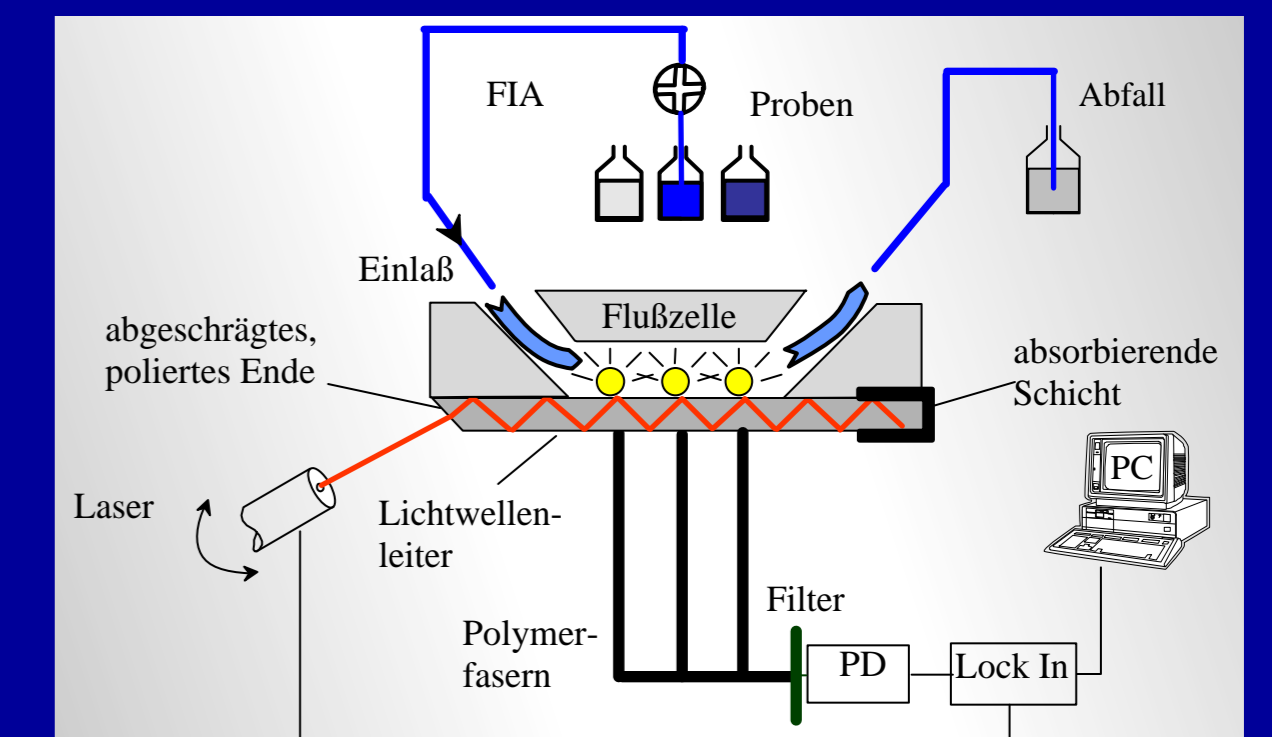 FIA
Proben
Abfall
Einlaß
Flußzelle
abgeschrägtes,
poliertes Ende
absorbierende
Schicht
PC
Laser
Lichtwellen-
leiter
Filter
Polymer-
fasern
PD
Lock In